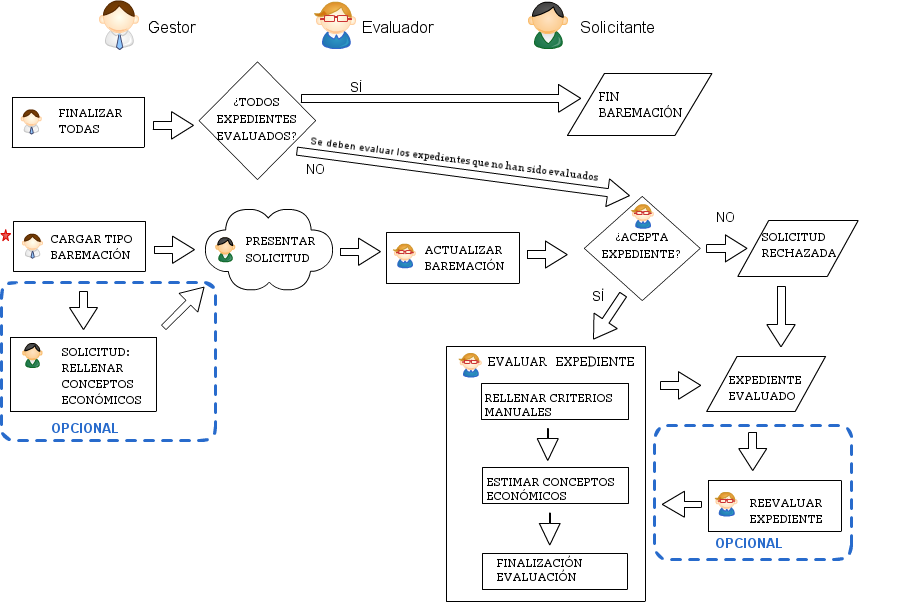 Gestor
Evaluador
Solicitante
FINALIZAR
TODAS
¿TODOS
EXPEDIENTES
EVALUADOS?
SÍ
FIN
BAREMACIÓN
Se deben evaluar los expedientes que no han sido evaluados
NO
CARGAR TIPO
BAREMACIÓN
PRESENTAR
SOLICITUD
ACTUALIZAR
BAREMACIÓN
¿ACEPTA
EXPEDIENTE?
NO
SOLICITUD
RECHAZADA
SÍ
SOLICITUD:
RELLENAR
CONCEPTOS
ECONÓMICOS
OPCIONAL
EVALUAR EXPEDIENTE
RELLENAR CRITERIOS
MANUALES
ESTIMAR CONCEPTOS
ECONÓMICOS
FINALIZACIÓN
EVALUACIÓN
EXPEDIENTE
EVALUADO
REEVALUAR
EXPEDIENTE
OPCIONAL